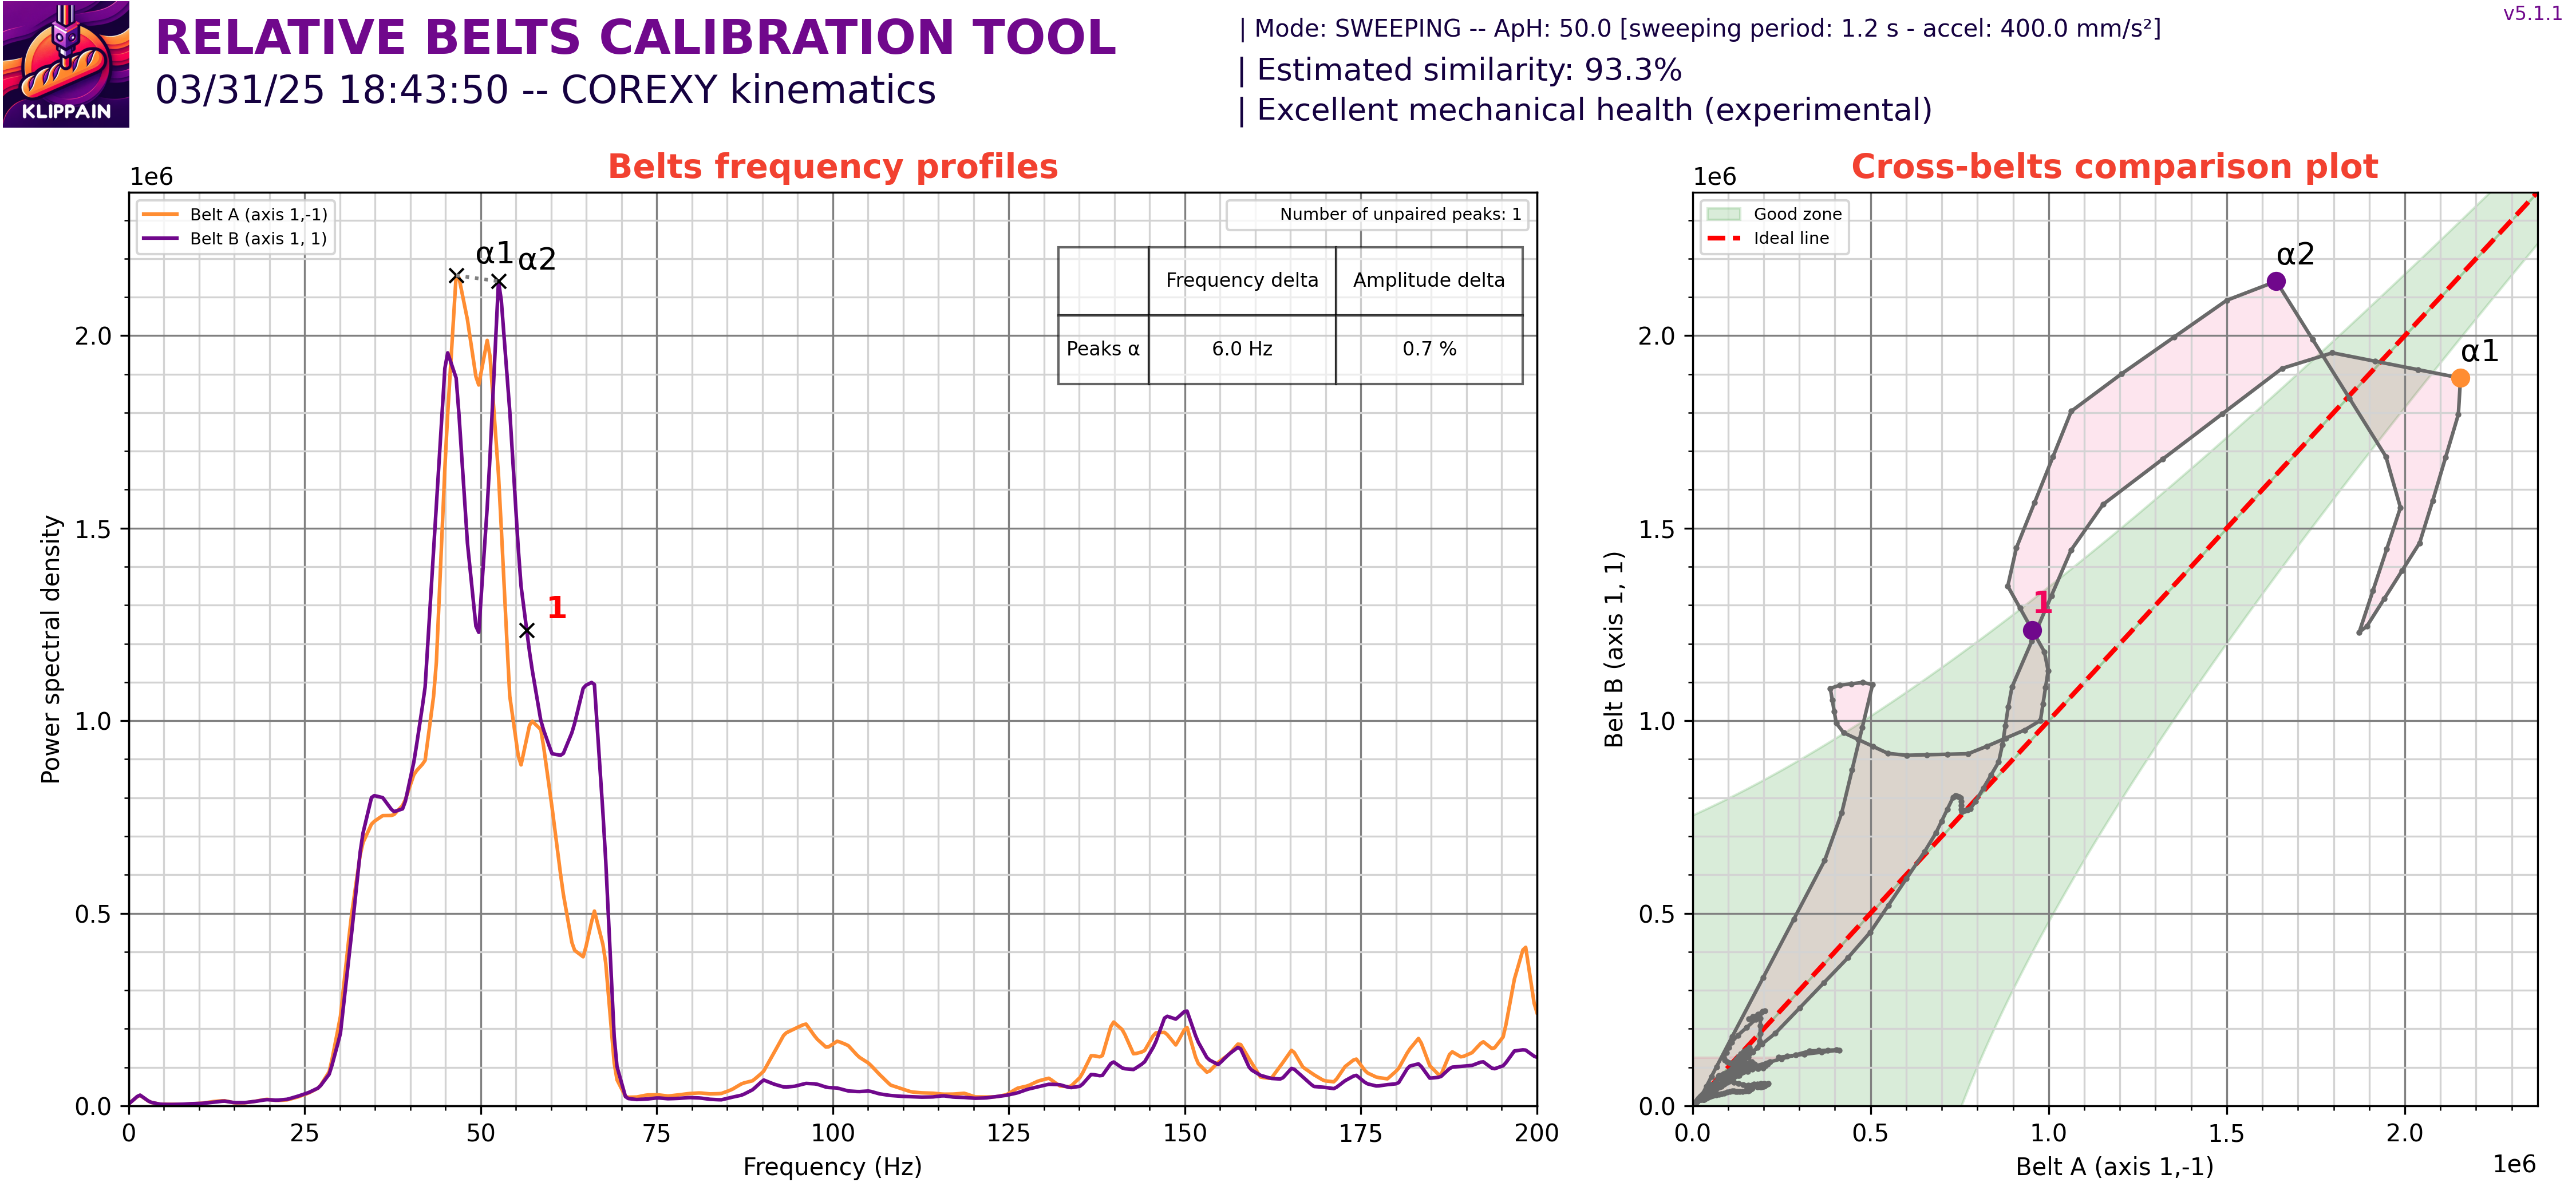 RELATIVE BELTS CALIBRATION TOOL
03/31/25 18:43:50 -- COREXY kinematics
KLIPPAIN
| Mode: SWEEPING -- ApH: 50.0 [sweeping period: 1.2 s - accel: 400.0 mm/s²]
| Estimated similarity: 93.3%
| Excellent mechanical health (experimental)
v5.1.1
Belts frequency profiles
1e6
Belt A (axis 1,-1)
Belt B (axis 1, 1)
Number of unpaired peaks: 1
Frequency delta Amplitude delta
Peaks α 6.0 Hz 0.7 %
α1 α2
1
Power spectral density
2.0
1.5
1.0
0.5
0.0
0 25 50 75 100 125 150 175 200
Frequency (Hz)
Cross-belts comparison plot
1e6
Good zone
Ideal line
α2
α1
1
Belt B (axis 1, 1)
2.0
1.5
1.0
0.5
0.0
0.0 0.5 1.0 1.5 2.0
Belt A (axis 1,-1)
1e6